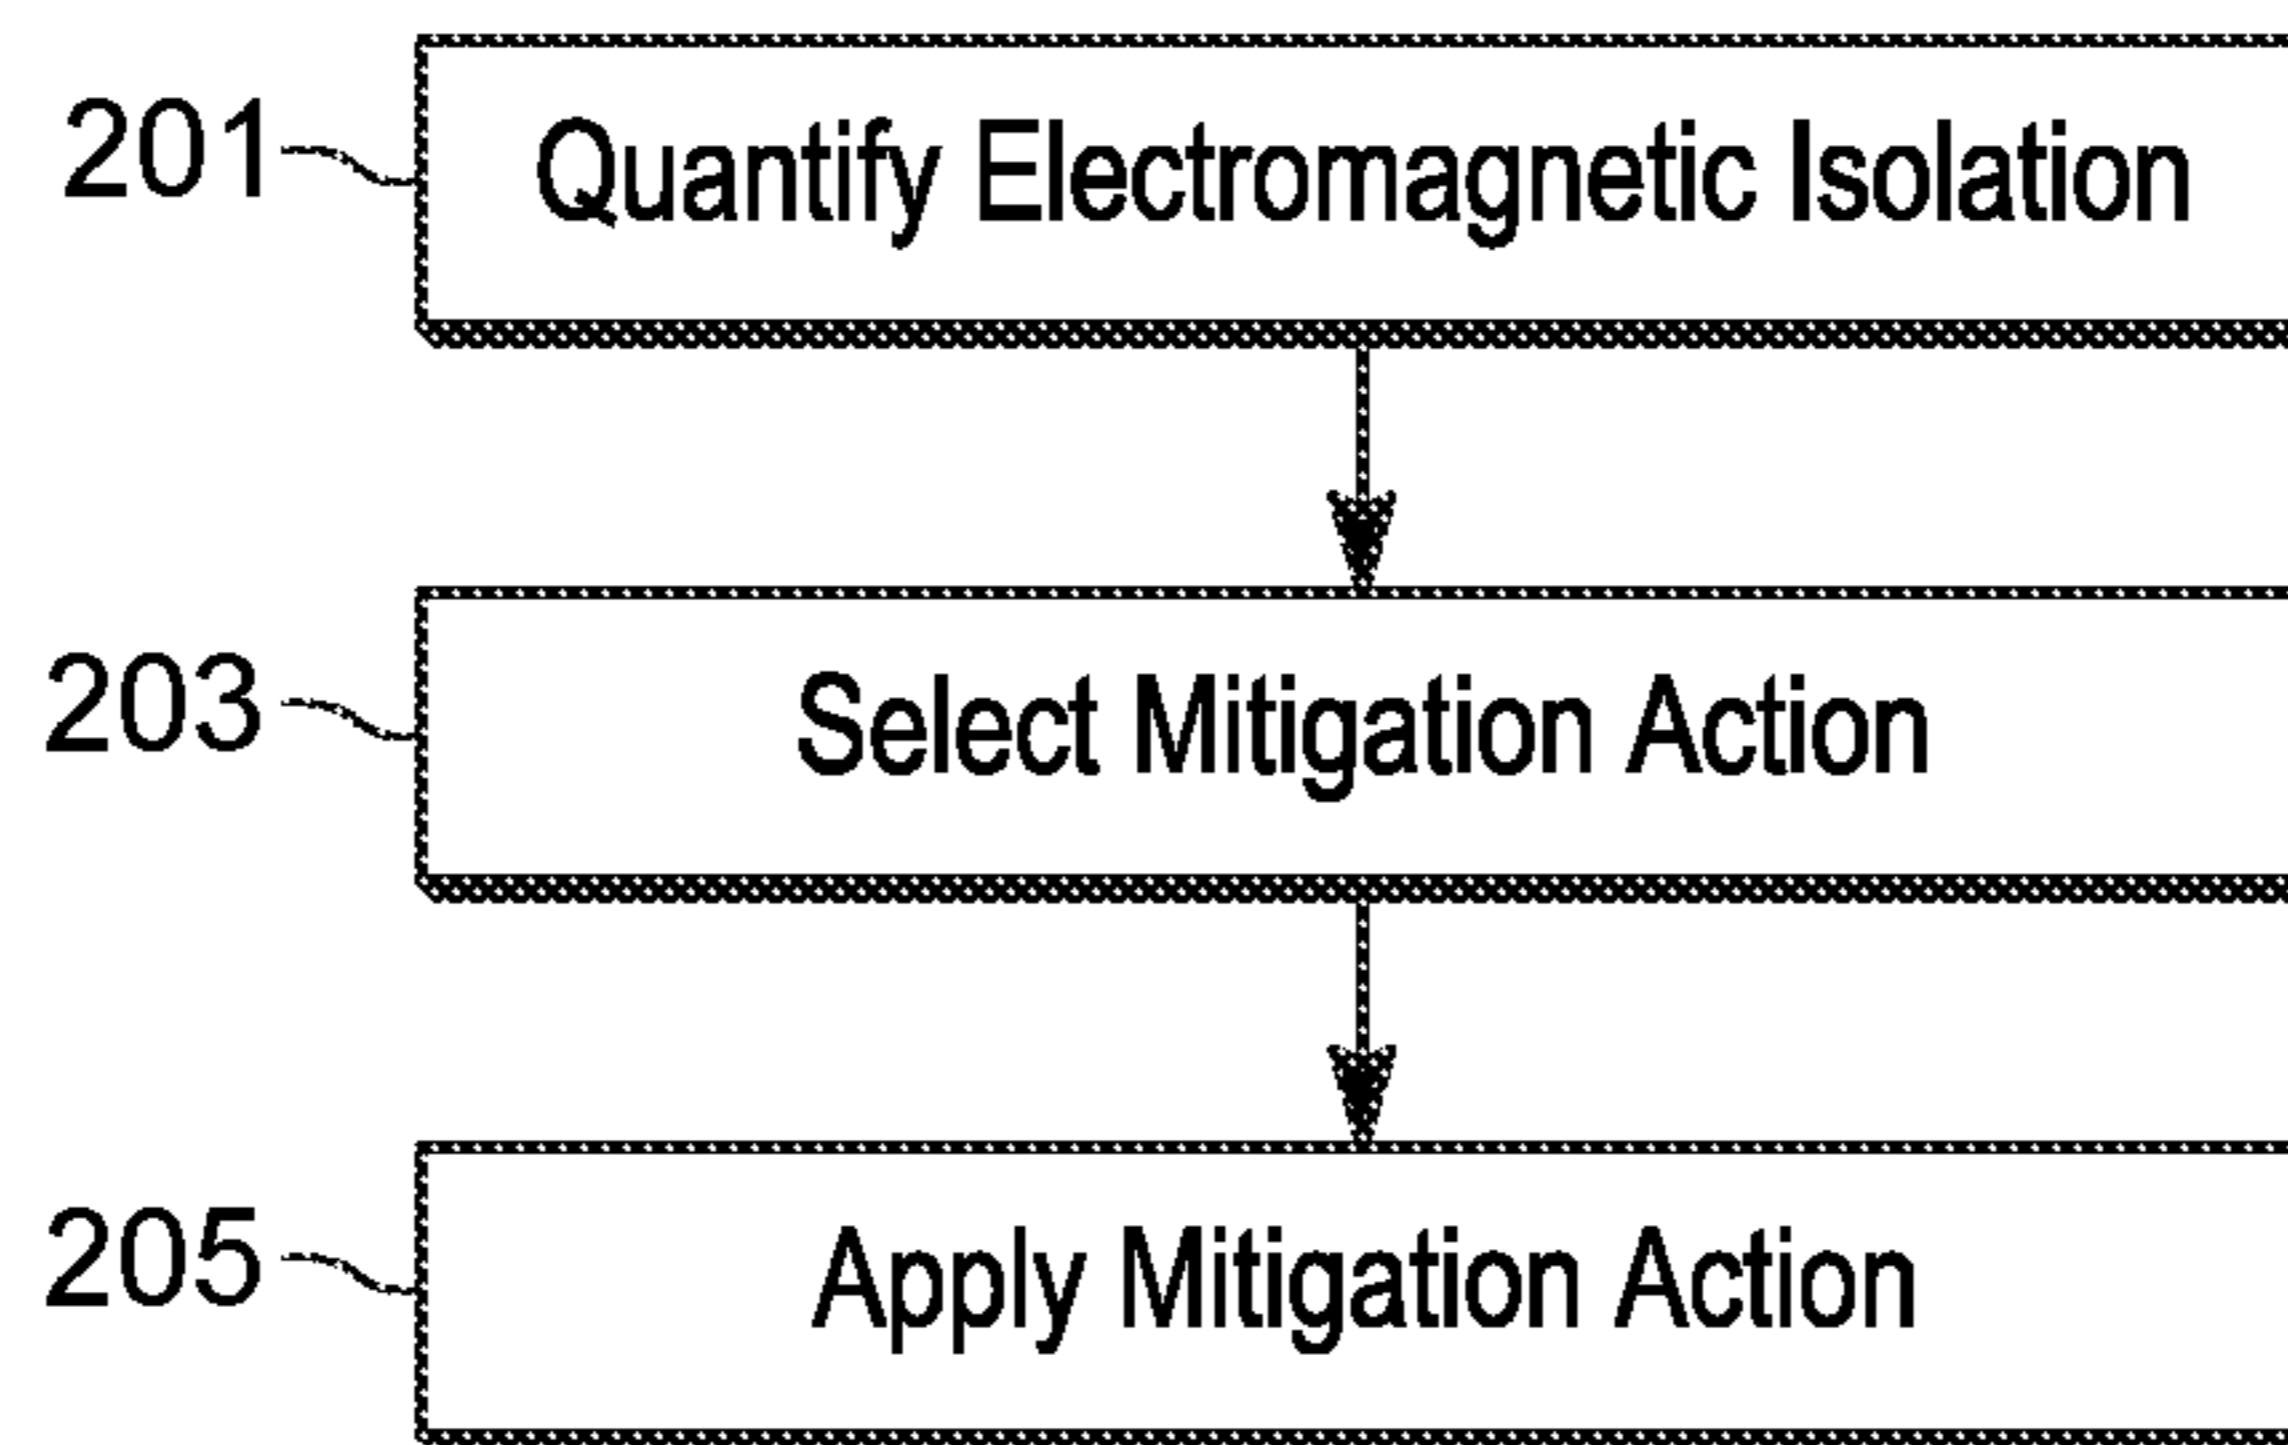 201 Quantify Electromagnetic Isolation
203 Select Mitigation Action
205 Apply Mitigation Action